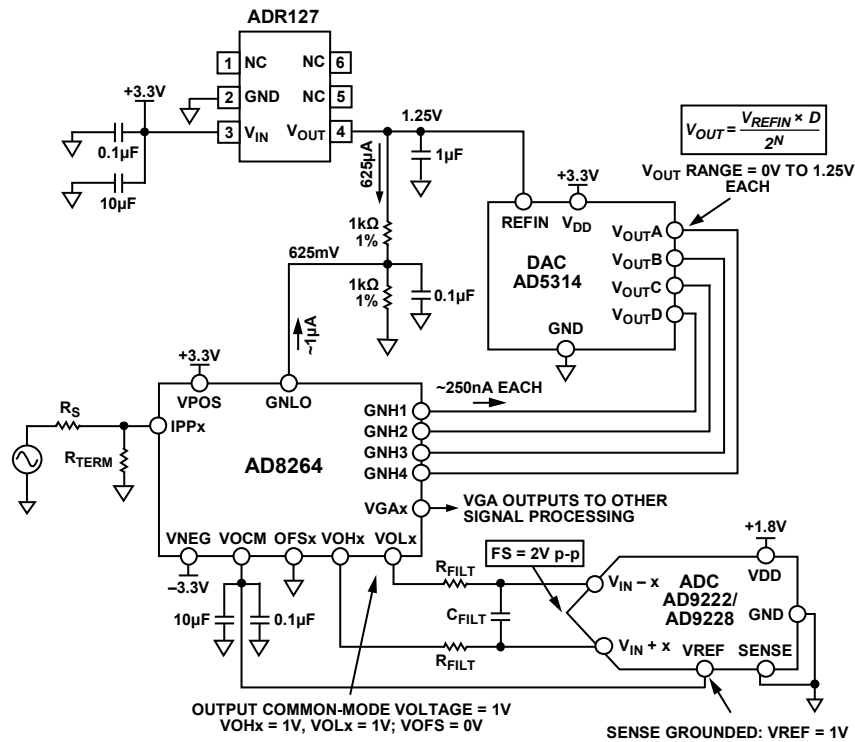 ADR127
1 NC
NC 6
2 GND
NC 5
3 VIN
VOUT 4
+3.3V
0.1µF
10µF
1.25V
1µF
625µA
1kΩ
1%
625mV
1kΩ
1%
0.1µF
~1µA
VOUT = VREFIN × D
2N
VOUT RANGE = 0V TO 1.25V
EACH
+3.3V
REFIN
VDD
VOUTA
VOUTB
VOUTC
VOUTD
DAC
AD5314
GND
+3.3V
VPOS
GNLO
~250nA EACH
RS
IPPx
RTERM
AD8264
GNH1
GNH2
GNH3
GNH4
VGAx
VGA OUTPUTS TO OTHER
SIGNAL PROCESSING
VNEG
VOCM
OFSx
VOHx
VOLx
–3.3V
10µF
0.1µF
FS = 2V p-p
RFILT
CFILT
RFILT
+1.8V
VDD
VIN – x
ADC
AD9222/
AD9228
GND
VIN + x
VREF
SENSE
OUTPUT COMMON-MODE VOLTAGE = 1V
VOHx = 1V, VOLx = 1V; VOFS = 0V
SENSE GROUNDED: VREF = 1V